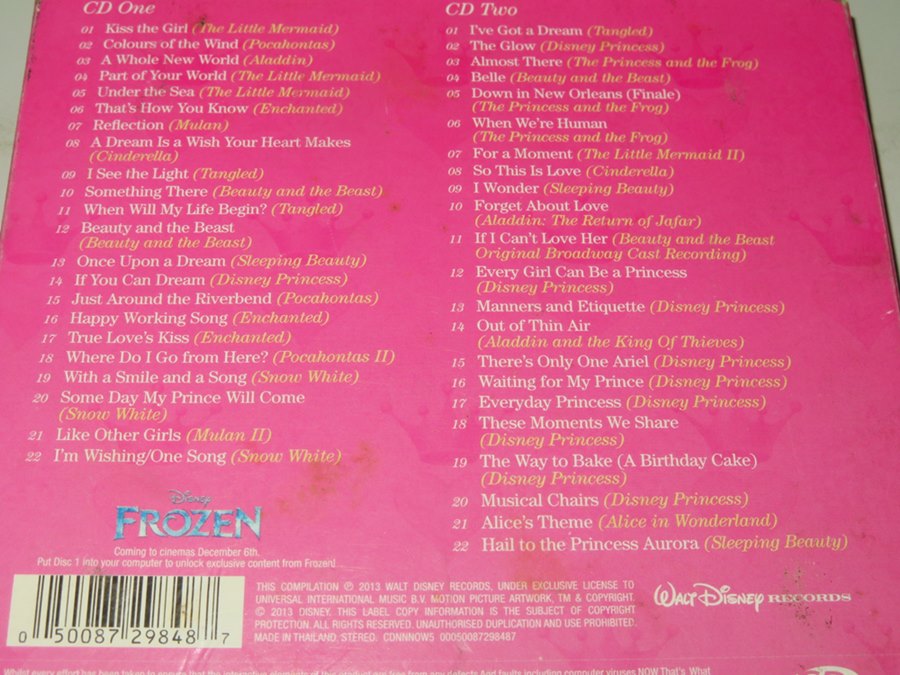 CD One
01 Kiss the Girl (The Little Mermaid)
02 Colours of the Wind (Pocahontas)
03 A Whole New World (Aladdin)
04 Part of Your World (The Little Mermaid)
05 Under the Sea (The Little Mermaid)
06 That's How You Know (Enchanted)
07 Reflection (Mulan)
08 A Dream Is a Wish Your Heart Makes
(Cinderella)
09 I See the Light (Tangled)
10 Something There (Beauty and the Beast)
11 When Will My Life Begin? (Tangled)
12 Beauty and the Beast
(Beauty and the Beast)
13 Once Upon a Dream (Sleeping Beauty)
14 If You Can Dream (Disney Princess)
15 Just Around the Riverbend (Pocahontas)
16 Happy Working Song (Enchanted)
17 True Love's Kiss (Enchanted)
18 Where Do I Go from Here? (Pocahontas II)
19 With a Smile and a Song (Snow White)
20 Some Day My Prince Will Come
(Snow White)
21 Like Other Girls (Mulan II)
22 I'm Wishing/One Song (Snow White)
CD Two
01 I've Got a Dream (Tangled)
02 The Glow (Disney Princess)
03 Almost There (The Princess and the Frog)
04 Belle (Beauty and the Beast)
05 Down in New Orleans (Finale)
(The Princess and the Frog)
06 When We're Human
(The Princess and the Frog)
07 For a Moment (The Little Mermaid II)
08 So This Is Love (Cinderella)
09 I Wonder (Sleeping Beauty)
10 Forget About Love
(Aladdin: The Return of Jafar)
11 If I Can't Love Her (Beauty and the Beast
Original Broadway Cast Recording)
12 Every Girl Can Be a Princess
(Disney Princess)
13 Manners and Etiquette (Disney Princess)
14 Out of Thin Air
(Aladdin and the King Of Thieves)
15 There's Only One Ariel (Disney Princess)
16 Waiting for My Prince (Disney Princess)
17 Everyday Princess (Disney Princess)
18 These Moments We Share
(Disney Princess)
19 The Way to Bake (A Birthday Cake)
(Disney Princess)
20 Musical Chairs (Disney Princess)
21 Alice's Theme (Alice in Wonderland)
22 Hail to the Princess Aurora (Sleeping Beauty)
Disney
FROZEN
Coming to cinemas December 6th.
Put Disc 1 into your computer to unlock exclusive content from Frozen!
0 50087 29848 7
THIS COMPILATION ℗ 2013 WALT DISNEY RECORDS, UNDER EXCLUSIVE LICENSE TO
UNIVERSAL INTERNATIONAL MUSIC B.V. MOTION PICTURE ARTWORK, TM & COPYRIGHT
© 2013 DISNEY. THIS LABEL COPY INFORMATION IS THE SUBJECT OF COPYRIGHT
PROTECTION. ALL RIGHTS RESERVED. UNAUTHORISED DUPLICATION AND USE PROHIBITED.
MADE IN THAILAND. STEREO. CDNNNOW5 00050087298487
WALT DISNEY RECORDS